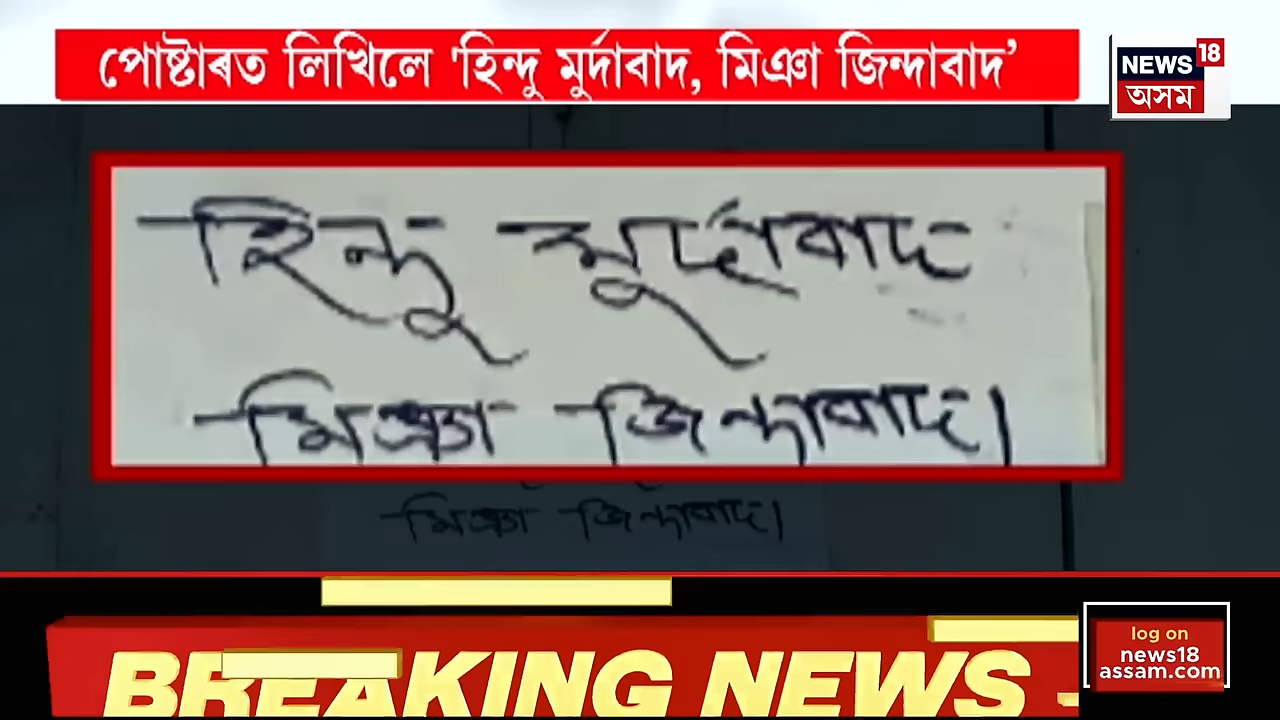 পোষ্টাৰত লিখিলে ‘হিন্দু মুৰ্দাবাদ, মিঞা জিন্দাবাদ’
NEWS 18
অসম
হিন্দু মুৰ্দাবাদ
মিঞা জিন্দাবাদ।
মিঞা জিন্দাবাদ।
BREAKING NEWS -
log on
news18
assam.com